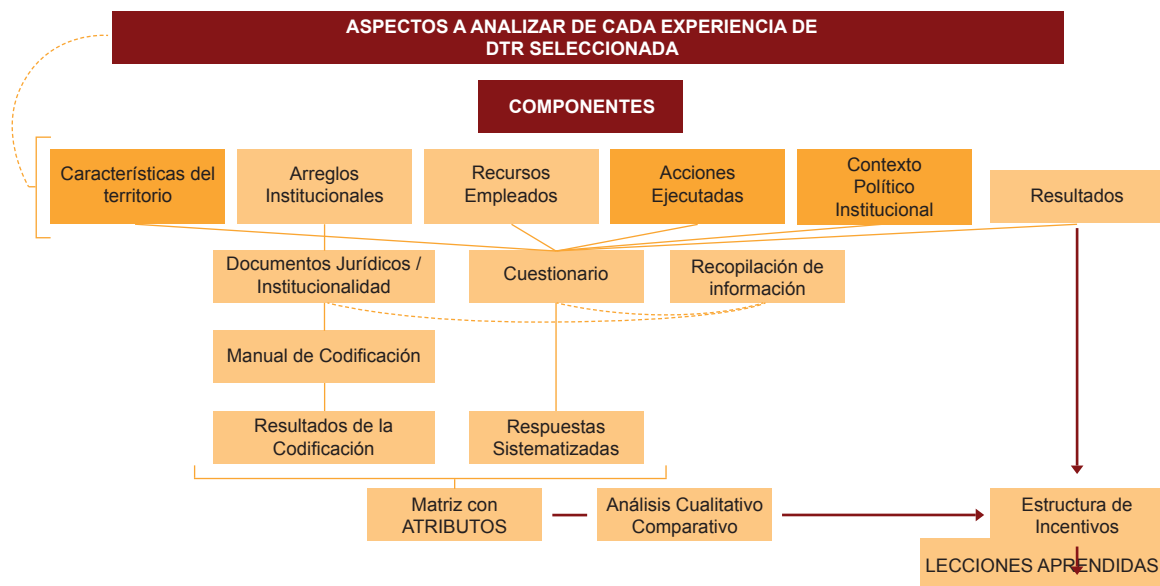 ASPECTOS A ANALIZAR DE CADA EXPERIENCIA DE
DTR SELECCIONADA
COMPONENTES
Características del
territorio
Arreglos
Institucionales
Recursos
Empleados
Acciones
Ejecutadas
Contexto
Político
Institucional
Resultados
Documentos Jurídicos /
Institucionalidad
Cuestionario
Recopilación de
información
Manual de Codificación
Resultados de la
Codificación
Respuestas
Sistematizadas
Matriz con
ATRIBUTOS
Análisis Cualitativo
Comparativo
Estructura de
Incentivos
LECCIONES APRENDIDAS